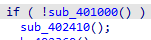 if ( !sub_401000() )
sub_402410();